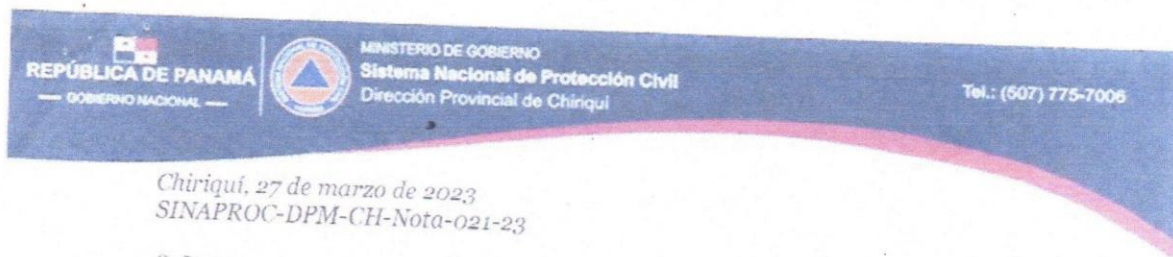 REPÚBLICA DE PANAMÁ
— GOBIERNO NACIONAL —
MINISTERIO DE GOBIERNO
Sistema Nacional de Protección Civil
Dirección Provincial de Chiriquí
Tel.: (507) 775-7006
Chiriquí, 27 de marzo de 2023
SINAPROC-DPM-CH-Nota-021-23